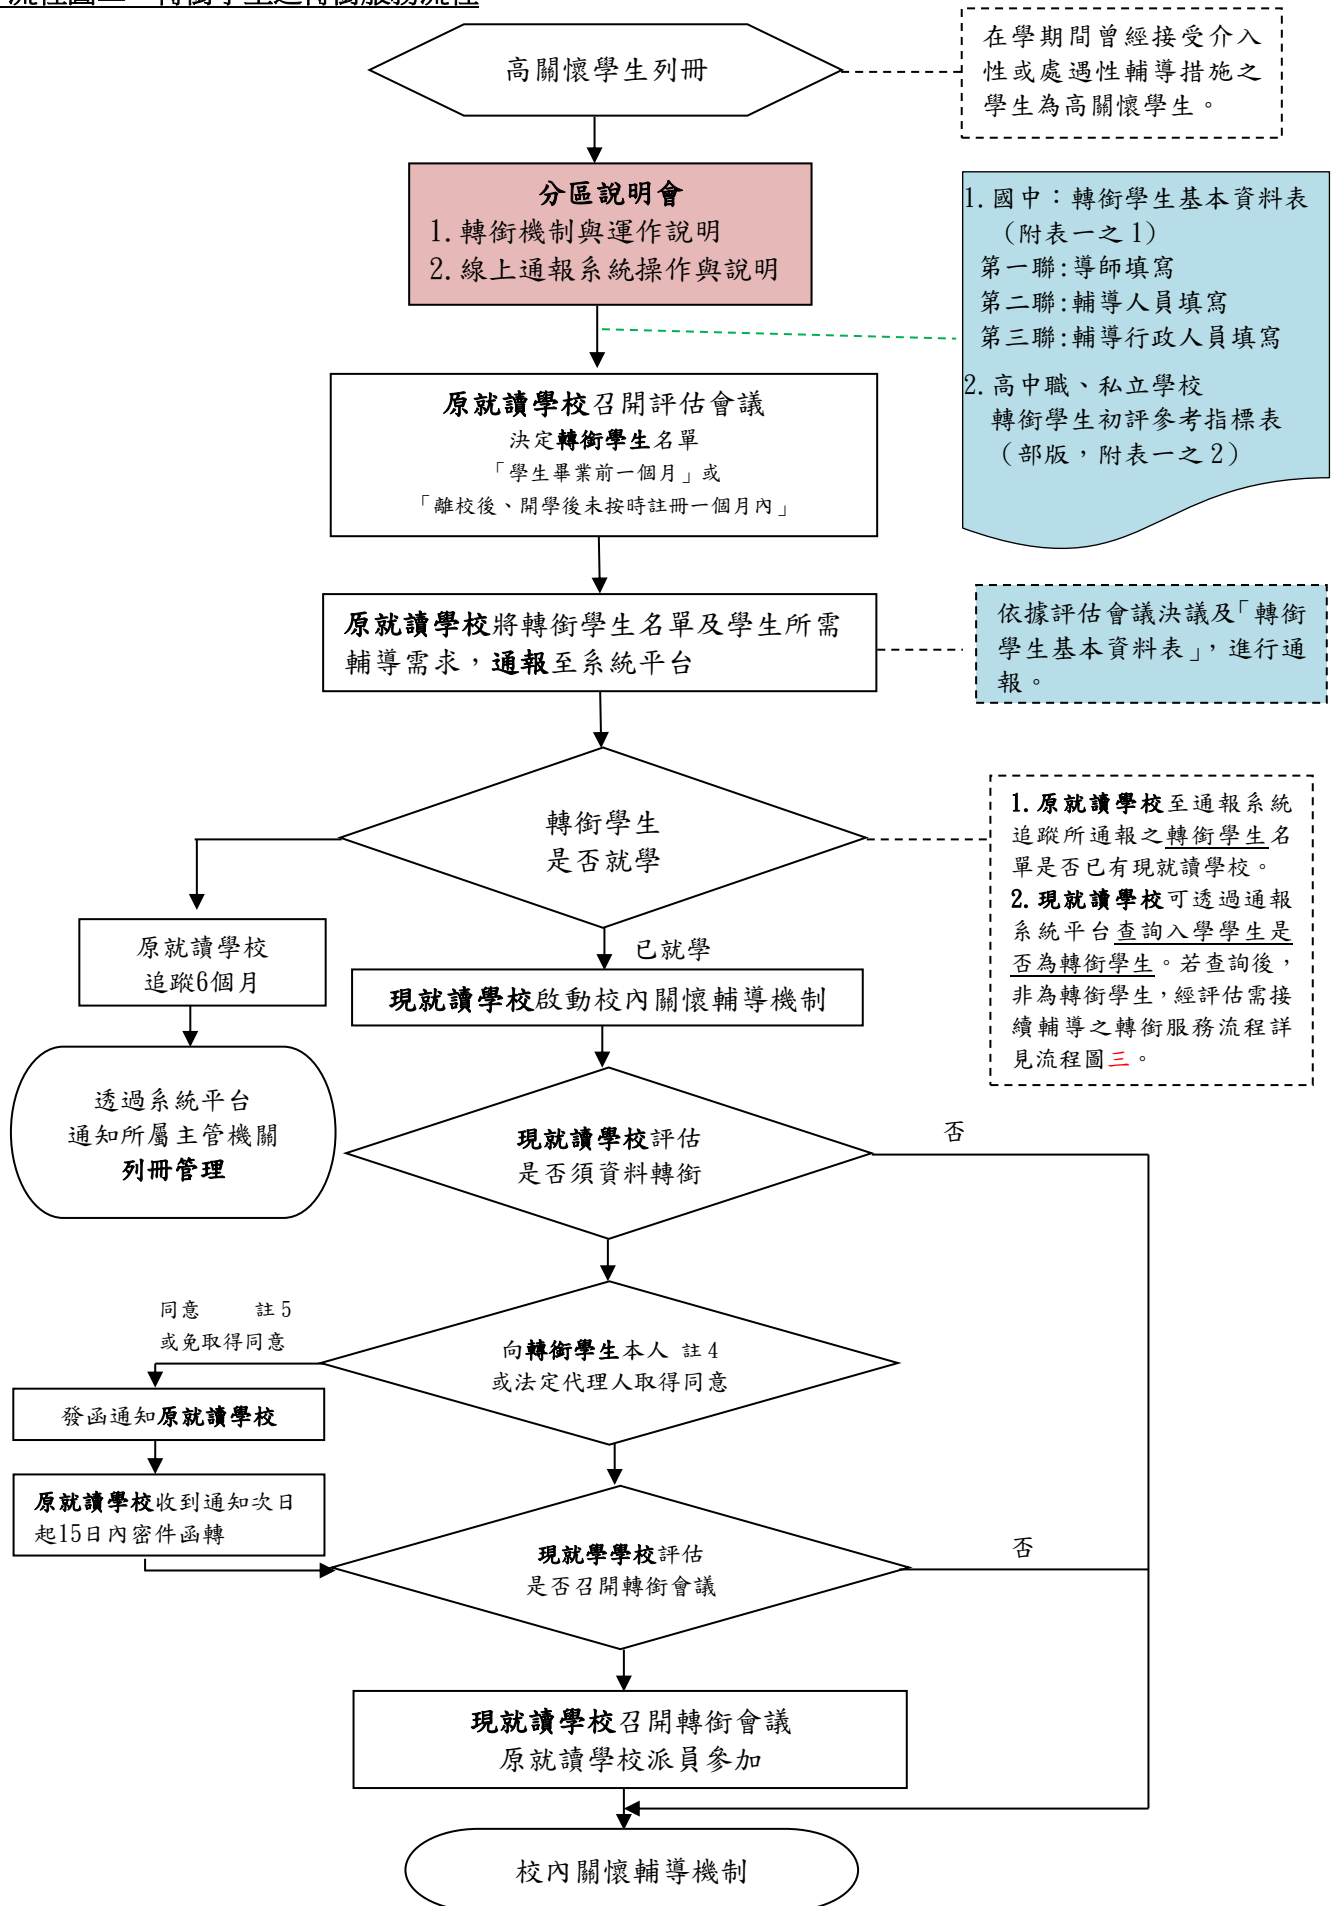 轉銜學生之轉銜服務流程
高關懷學生列冊
在學期間曾經接受介入
性或處遇性輔導措施之
學生為高關懷學生。
分區說明會
1.轉銜機制與運作說明
2.線上通報系統操作與說明
1.國中：轉銜學生基本資料表
（附表一之1）
第一聯:導師填寫
第二聯:輔導人員填寫
第三聯:輔導行政人員填寫
2.高中職、私立學校
轉銜學生初評參考指標表
（部版，附表一之2）
原就讀學校召開評估會議
決定轉銜學生名單
「學生畢業前一個月」或
「離校後、開學後未按時註冊一個月內」
原就讀學校將轉銜學生名單及學生所需
輔導需求，通報至系統平台
依據評估會議決議及「轉銜
學生基本資料表」，進行通
報。
轉銜學生
是否就學
1.原就讀學校至通報系統
追蹤所通報之轉銜學生名
單是否已有現就讀學校。
2.現就讀學校可透過通報
系統平台查詢入學學生是
否為轉銜學生。若查詢後，
非為轉銜學生，經評估需接
續輔導之轉銜服務流程詳
見流程圖三。
原就讀學校
追蹤6個月
已就學
現就讀學校啟動校內關懷輔導機制
透過系統平台
通知所屬主管機關
列冊管理
現就讀學校評估
是否須資料轉銜
否
同意 註5
或免取得同意
向轉銜學生本人 註4
或法定代理人取得同意
發函通知原就讀學校
原就讀學校收到通知次日
起15日內密件函轉
現就學學校評估
是否召開轉銜會議
否
現就讀學校召開轉銜會議
原就讀學校派員參加
校內關懷輔導機制